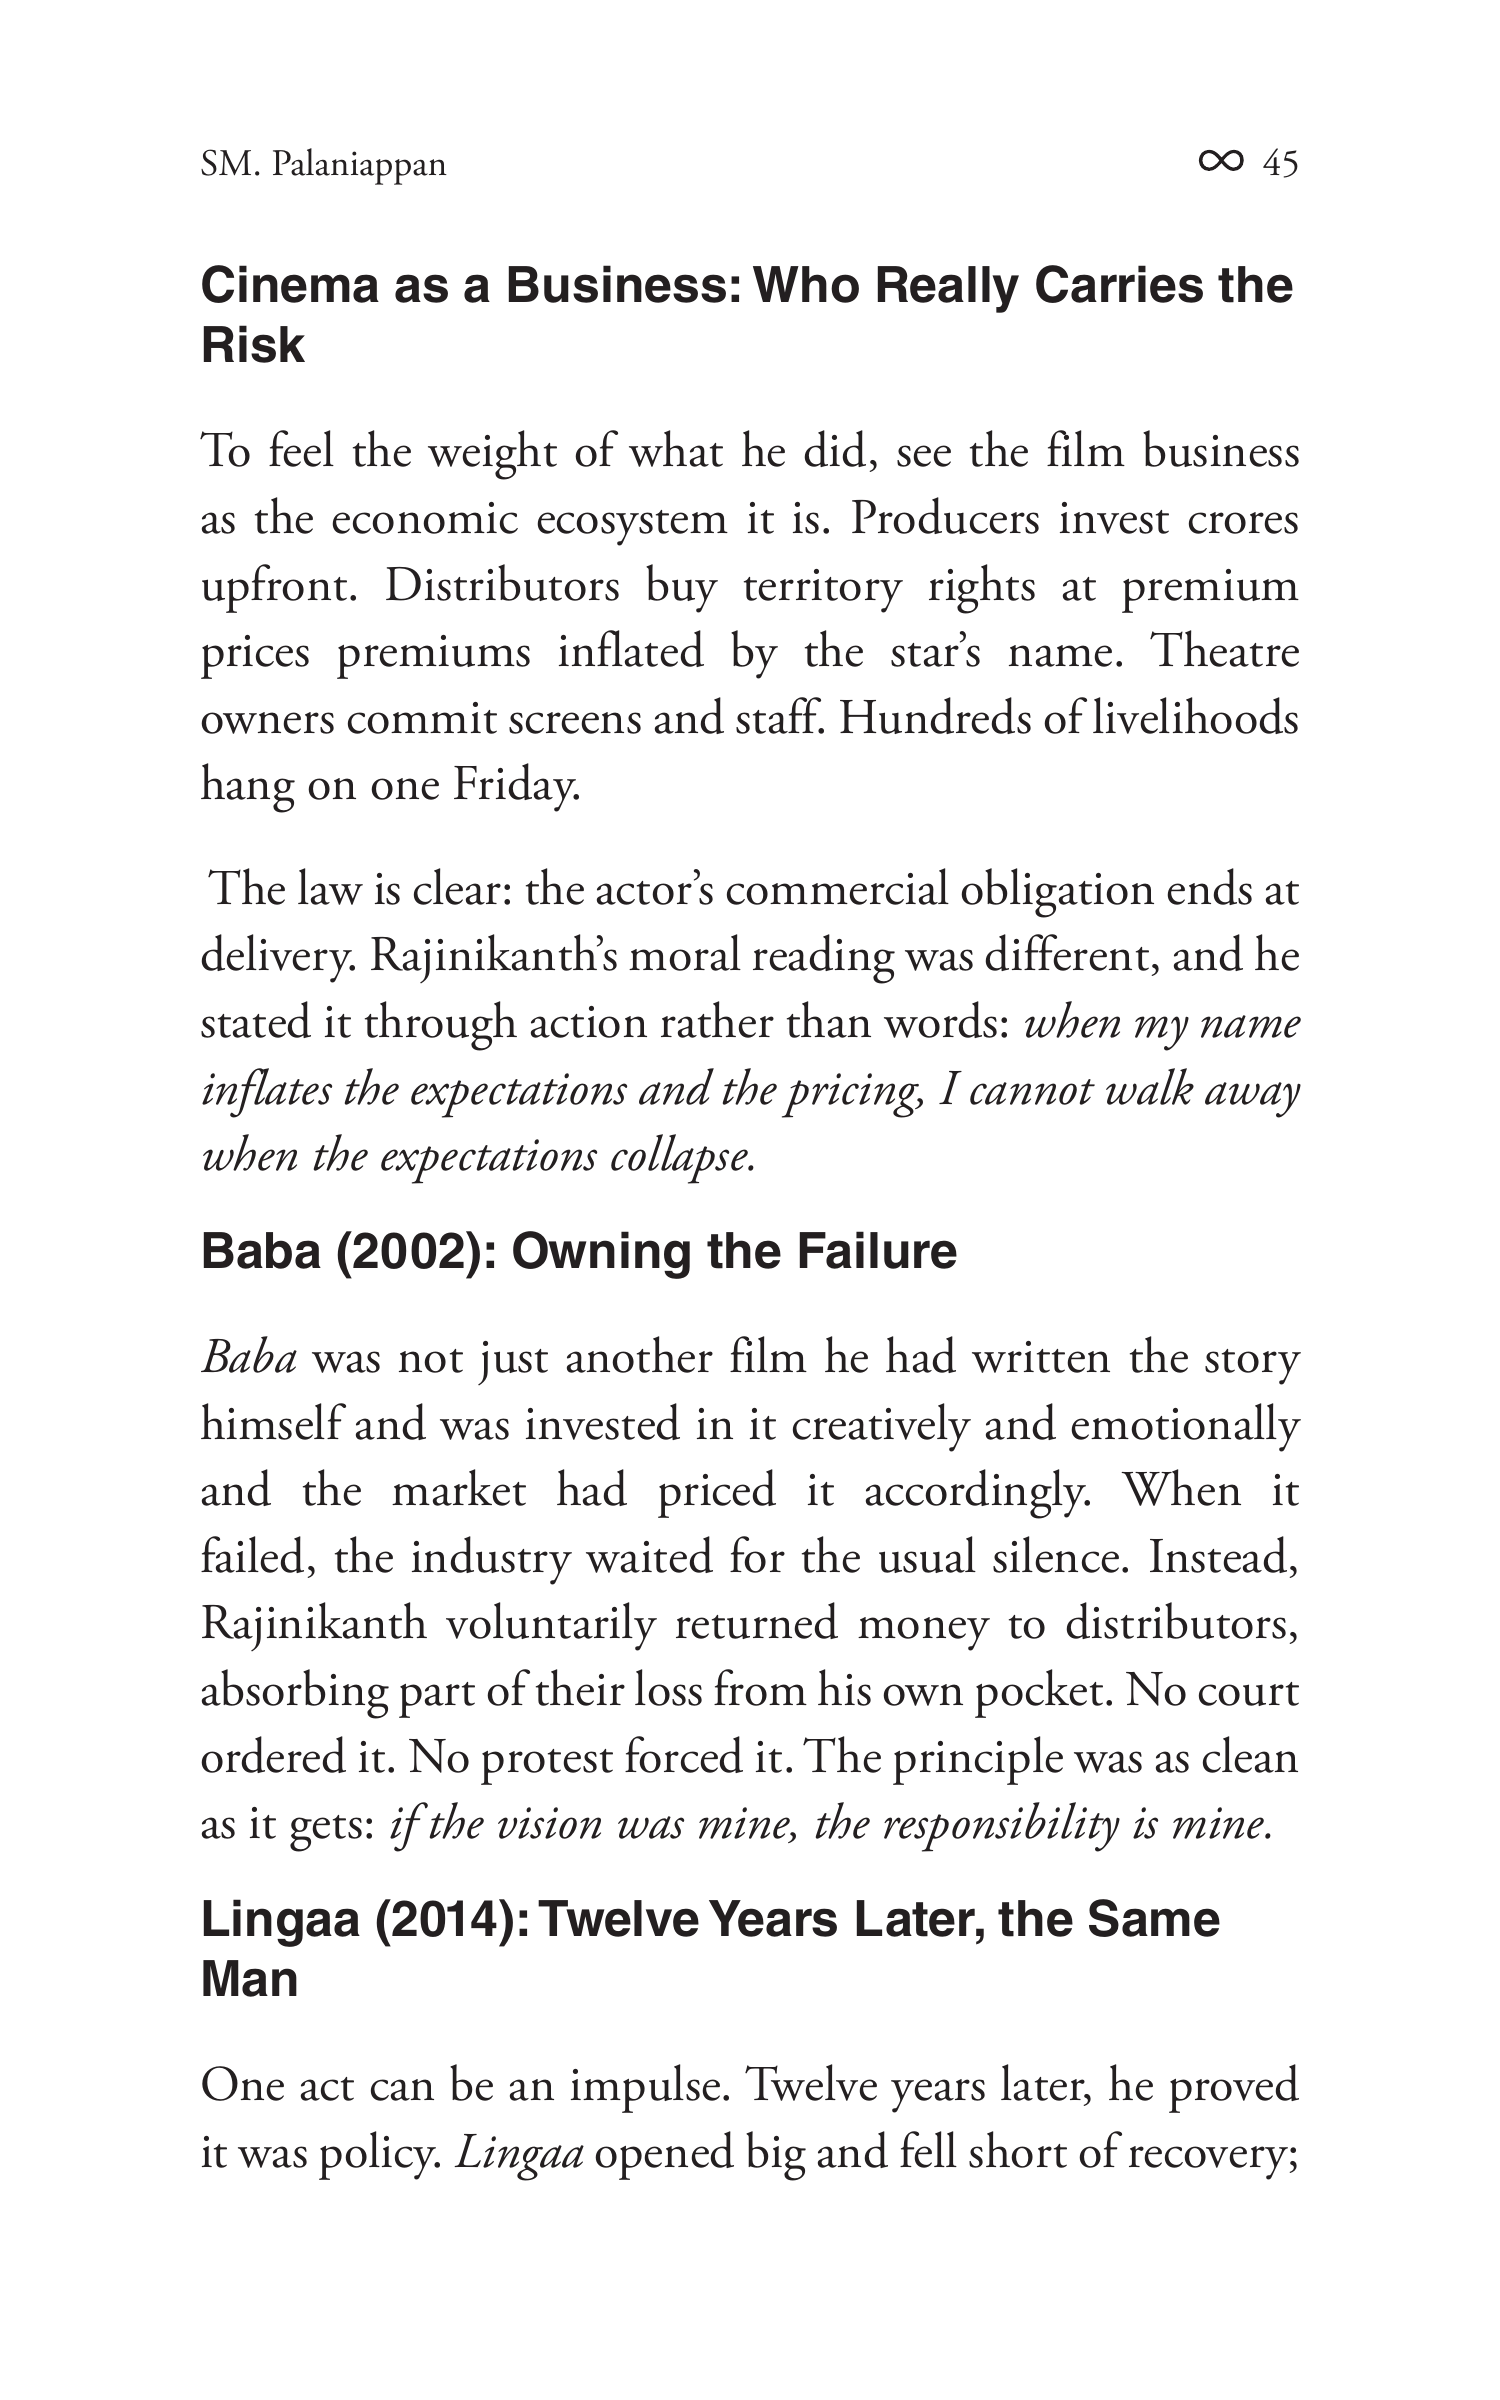 SM. Palaniappan ∞ 45
Cinema as a Business: Who Really Carries the
Risk
To feel the weight of what he did, see the film business
as the economic ecosystem it is. Producers invest crores
upfront. Distributors buy territory rights at premium
prices premiums inflated by the star’s name. Theatre
owners commit screens and staff. Hundreds of livelihoods
hang on one Friday.
The law is clear: the actor’s commercial obligation ends at
delivery. Rajinikanth’s moral reading was different, and he
stated it through action rather than words: when my name
inflates the expectations and the pricing, I cannot walk away
when the expectations collapse.
Baba (2002): Owning the Failure
Baba was not just another film he had written the story
himself and was invested in it creatively and emotionally
and the market had priced it accordingly. When it
failed, the industry waited for the usual silence. Instead,
Rajinikanth voluntarily returned money to distributors,
absorbing part of their loss from his own pocket. No court
ordered it. No protest forced it. The principle was as clean
as it gets: if the vision was mine, the responsibility is mine.
Lingaa (2014): Twelve Years Later, the Same
Man
One act can be an impulse. Twelve years later, he proved
it was policy. Lingaa opened big and fell short of recovery;